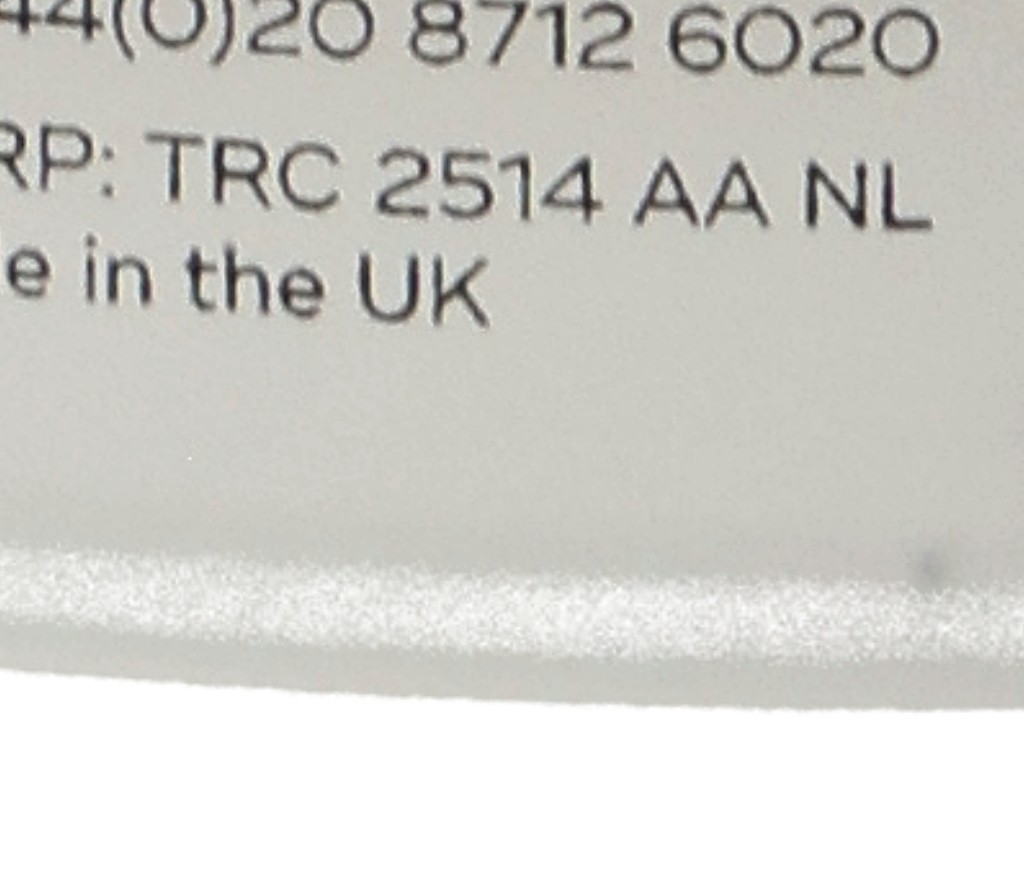 44(0)20 8712 6020
RP: TRC 2514 AA NL
e in the UK